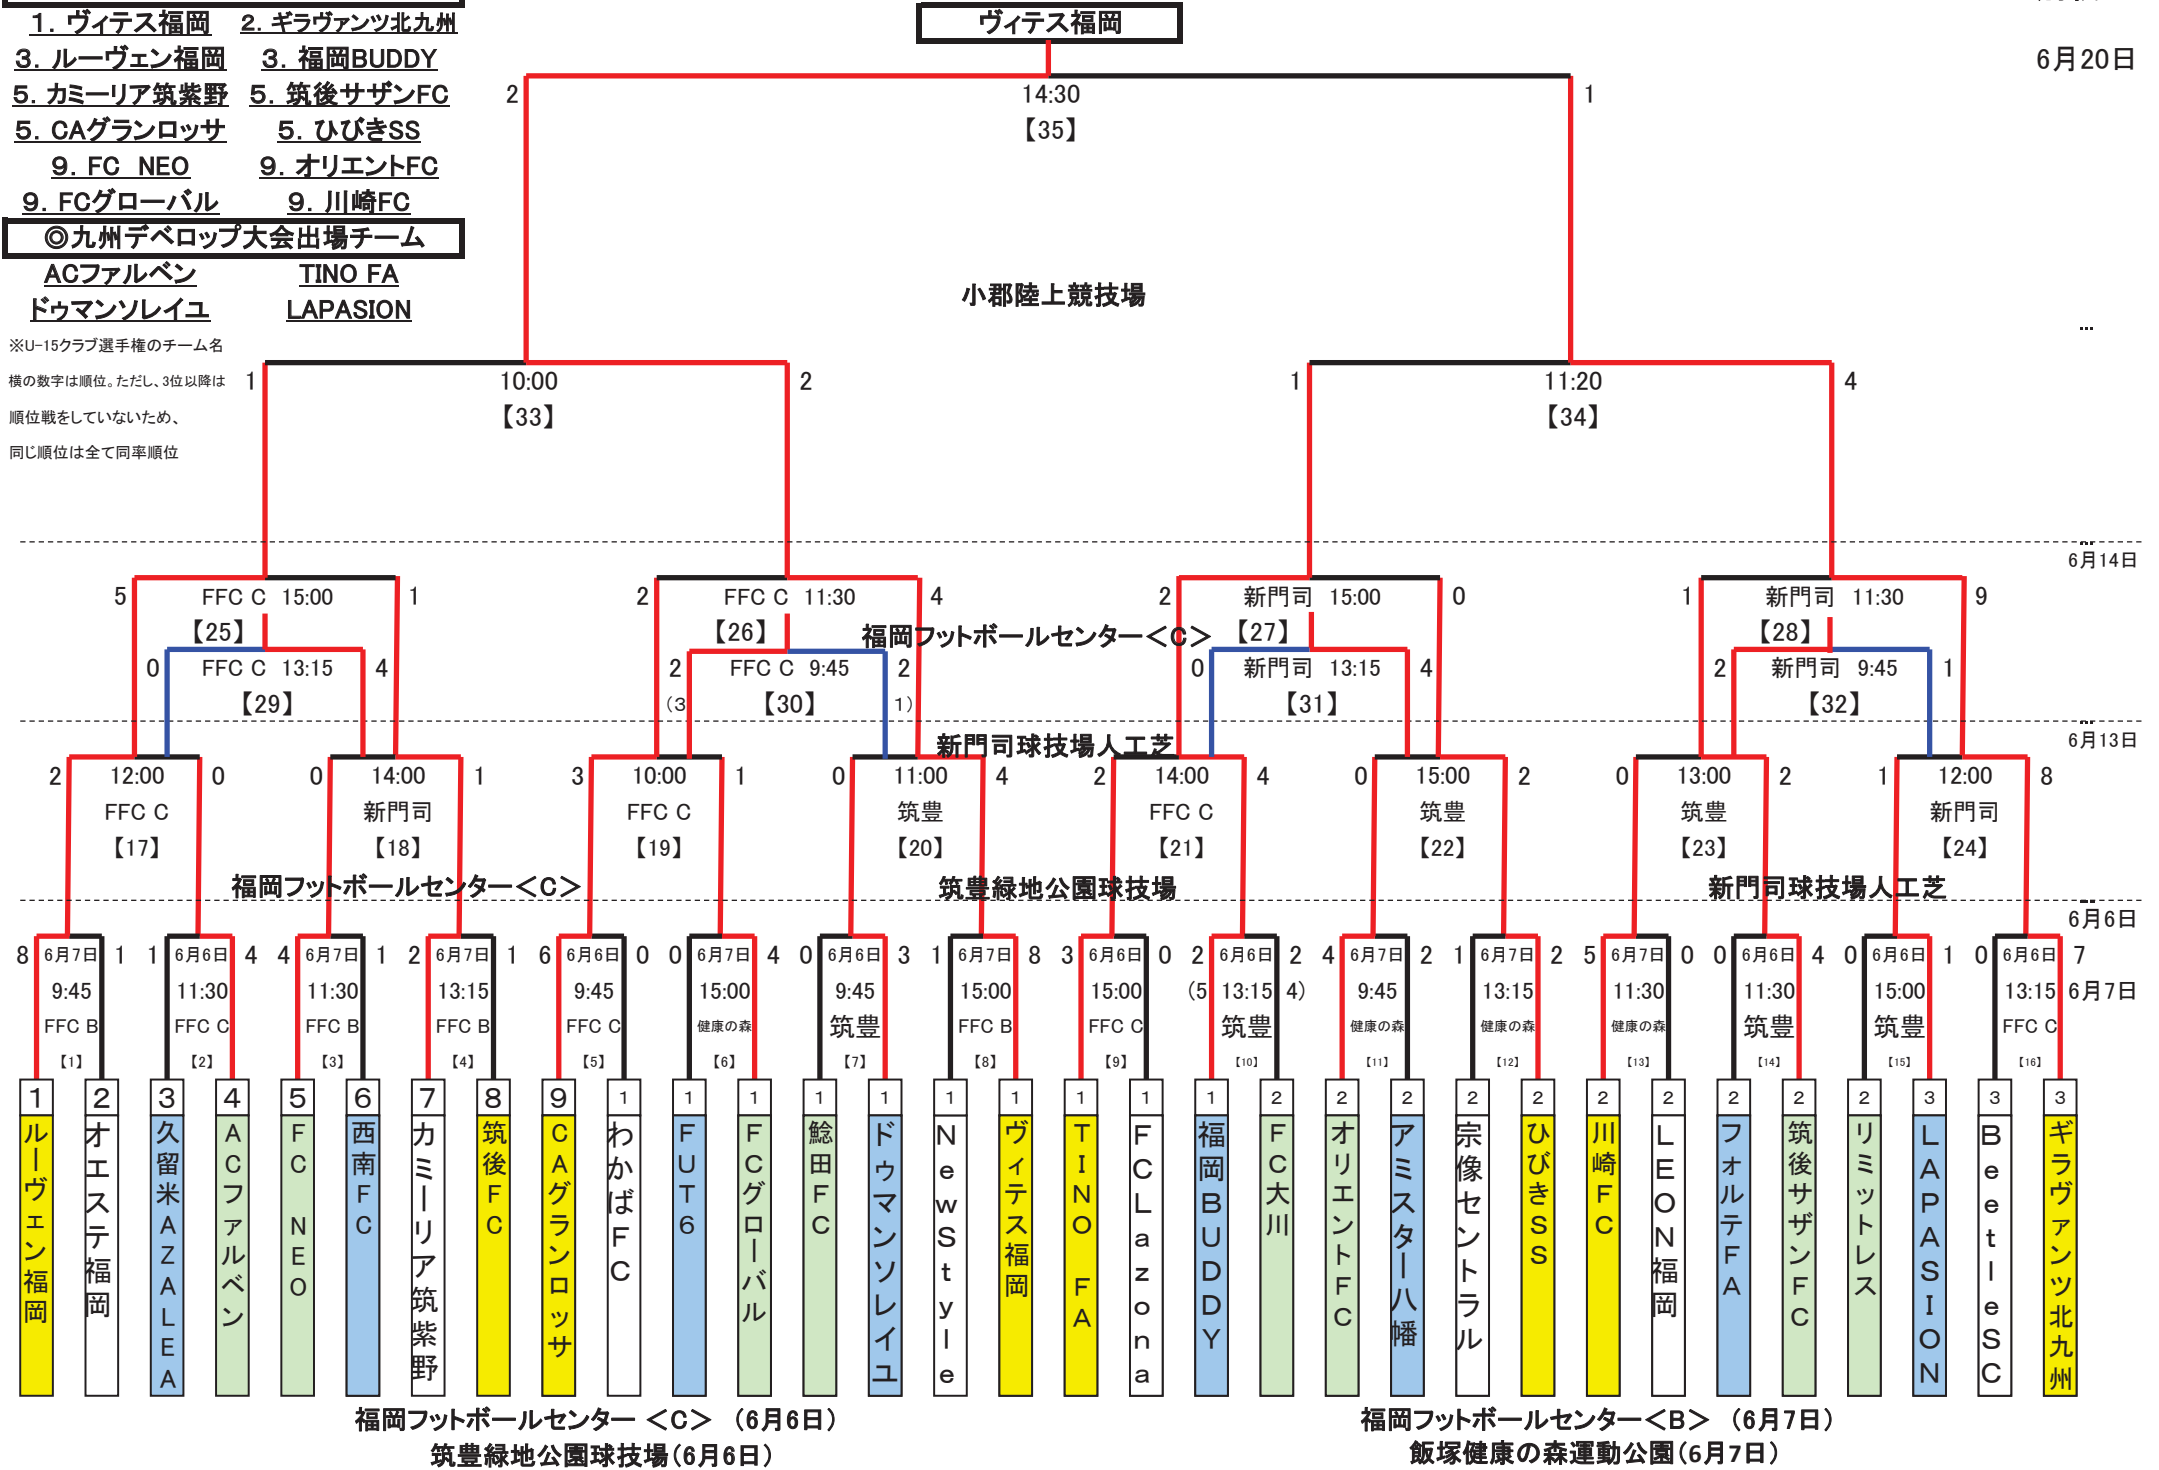 1．ヴィテス福岡　2．ギラヴァンツ北九州
3．ルーヴェン福岡　3．福岡BUDDY
5．カミーリア筑紫野　5．筑後サザンFC
5．CAグランロッサ　5．ひびきSS
9．FC　NEO　9．オリエントFC
9．FCグローバル　9．川崎FC
◎九州デベロップ大会出場チーム
ACファルベン　TINO FA
ドゥマンソレイユ　LAPASION
※U-15クラブ選手権のチーム名
横の数字は順位。ただし、3位以降は
順位戦をしていないため、
同じ順位は全て同率順位
ヴィテス福岡
6月20日
2　14:30　1
【35】
小郡陸上競技場
…
1　10:00　2　1　11:20　4
【33】　【34】
…
6月14日
5　FFC C　15:00　1　2　FFC C　11:30　4　2　新門司　15:00　0　1　新門司　11:30　9
【25】　【26】　福岡フットボールセンター＜C＞　【27】　【28】
0　FFC C　13:15　4　2　FFC C　9:45　2　0　新門司　13:15　4　2　新門司　9:45　1
【29】　（3　【30】　1）　【31】　【32】
…
新門司球技場人工芝　6月13日
2　12:00　0　0　14:00　1　3　10:00　1　0　11:00　4　2　14:00　4　0　15:00　2　0　13:00　2　1　12:00　8
FFC C　新門司　FFC C　筑豊　FFC C　筑豊　筑豊　新門司
【17】　【18】　【19】　【20】　【21】　【22】　【23】　【24】
福岡フットボールセンター＜C＞　筑豊緑地公園球技場　新門司球技場人工芝
…
6月6日
8　6月7日　1　1　6月6日　4　4　6月7日　1　2　6月7日　1　6　6月6日　0　0　6月7日　4　0　6月6日　3　1　6月7日　8　3　6月6日　0　2　6月6日　2　4　6月7日　2　1　6月7日　2　5　6月7日　0　0　6月6日　4　0　6月6日　1　0　6月6日　7
9:45　11:30　11:30　13:15　9:45　15:00　9:45　15:00　15:00　（5　13:15　4）　9:45　13:15　11:30　11:30　15:00　13:15　6月7日
FFC B　FFC C　FFC B　FFC B　FFC C　健康の森　筑豊　FFC B　FFC C　筑豊　健康の森　健康の森　健康の森　筑豊　筑豊　FFC C
【1】　【2】　【3】　【4】　【5】　【6】　【7】　【8】　【9】　【10】　【11】　【12】　【13】　【14】　【15】　【16】
1　2　3　4　5　6　7　8　9　1　1　1　1　1　1　1　1　1　1　2　2　2　2　2　2　2　2　2　2　3　3　3
ルーヴェン福岡
オエステ福岡
久留米AZALEA
ACファルベン
FC　NEO
西南FC
カミーリア筑紫野
筑後FC
CAグランロッサ
わかばFC
FUT6
FCグローバル
鯰田FC
ドゥマンソレイユ
NewStyle
ヴィテス福岡
TINO　FA
FCLazona
福岡BUDDY
FC大川
オリエントFC
アミスター八幡
宗像セントラル
ひびきSS
川崎FC
LEON福岡
フォルテFA
筑後サザンFC
リミットレス
LAPASION
BeetleSC
ギラヴァンツ北九州
福岡フットボールセンター ＜C＞ （6月6日）
筑豊緑地公園球技場（6月6日）
福岡フットボールセンター＜B＞ （6月7日）
飯塚健康の森運動公園（6月7日）